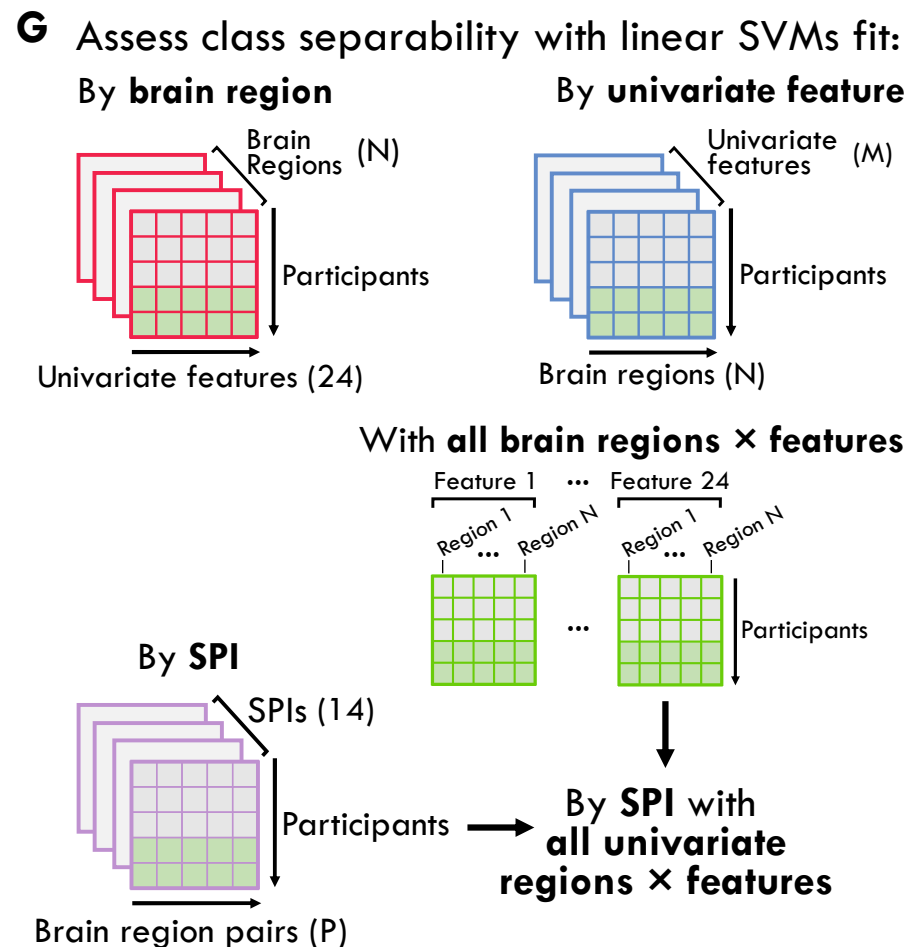 G Assess class separability with linear SVMs fit:
By brain region
Brain
Regions (N)
Participants
Univariate features (24)
By univariate feature
Univariate
features (M)
Participants
Brain regions (N)
With all brain regions × features
Feature 1 ... Feature 24
Region 1 ... Region N Region 1 ... Region N
...
Participants
By SPI
SPIs (14)
Participants
Brain region pairs (P)
By SPI with
all univariate
regions × features